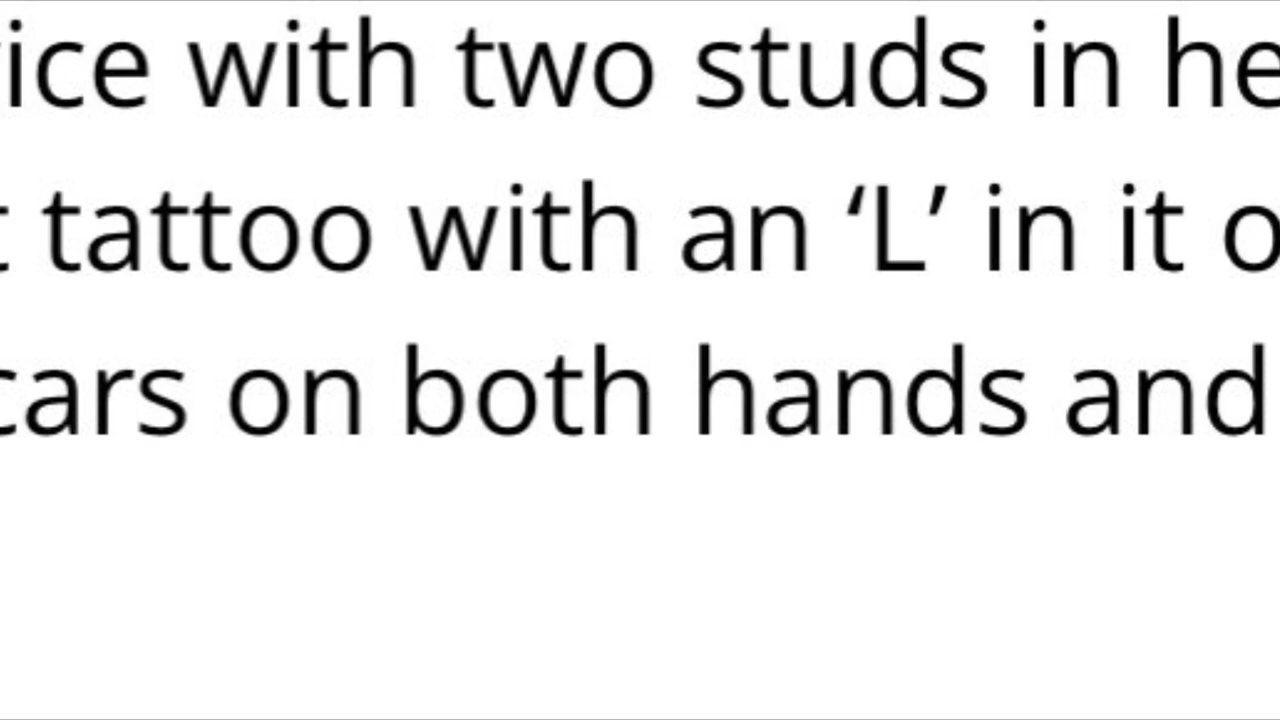 ice with two studs in he
t tattoo with an ‘L’ in it o
cars on both hands and